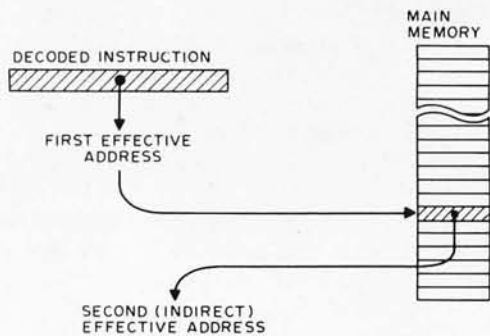 MAIN
MEMORY
DECODED INSTRUCTION
FIRST EFFECTIVE
ADDRESS
SECOND (INDIRECT)
EFFECTIVE ADDRESS